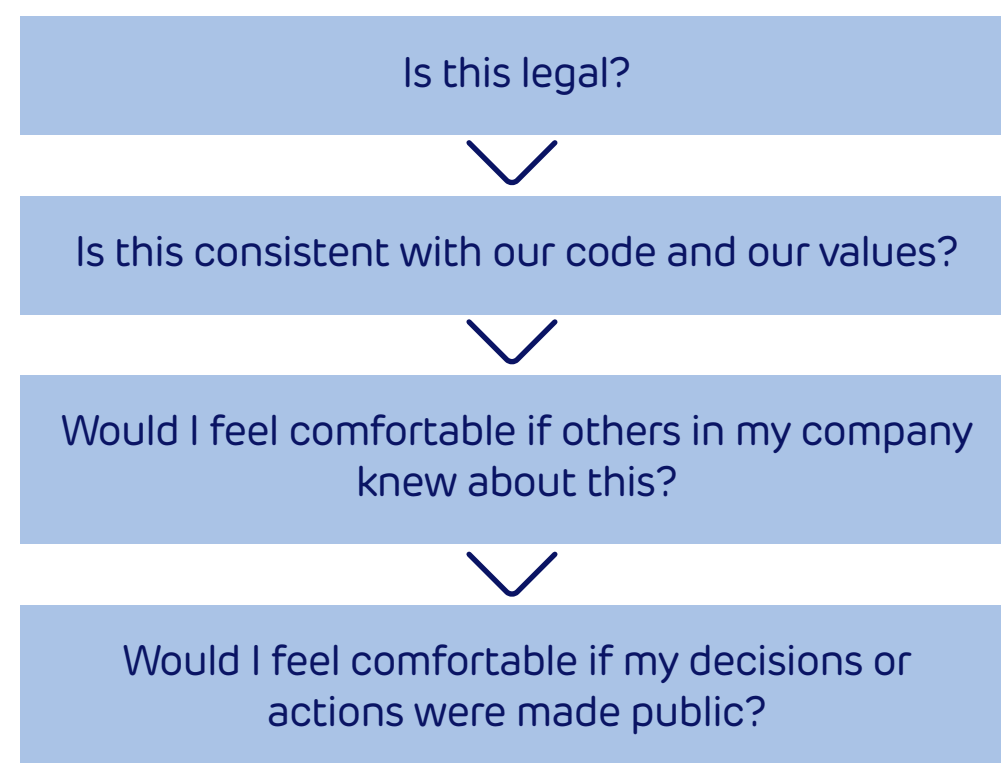 Is this legal?
Is this consistent with our code and our values?
Would I feel comfortable if others in my company
knew about this?
Would I feel comfortable if my decisions or
actions were made public?